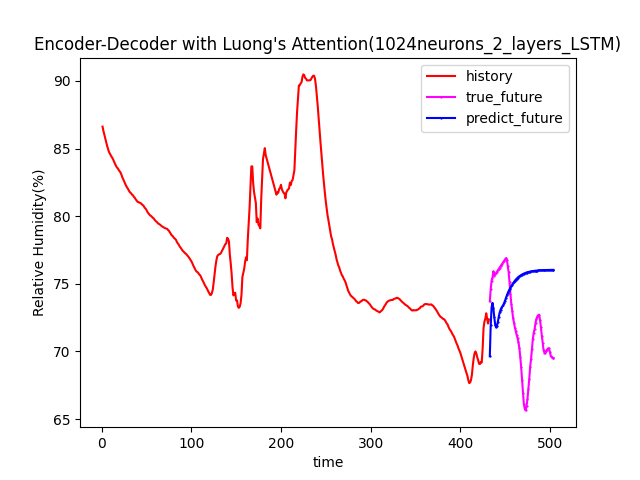 Encoder-Decoder with Luong's Attention(1024neurons_2_layers_LSTM)
history
true_future
predict_future
Relative Humidity(%)
90
85
80
75
70
65
0 100 200 300 400 500
time